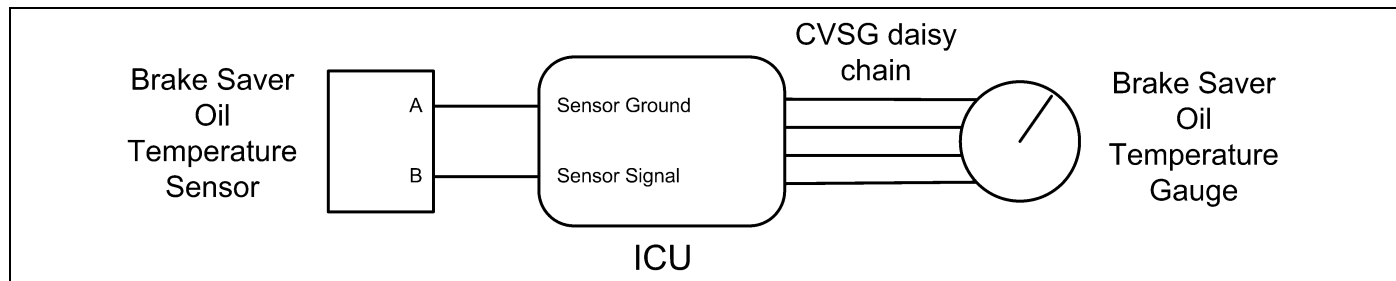 Brake Saver
Oil
Temperature
Sensor
A
B
Sensor Ground
Sensor Signal
ICU
CVSG daisy
chain
Brake Saver
Oil
Temperature
Gauge